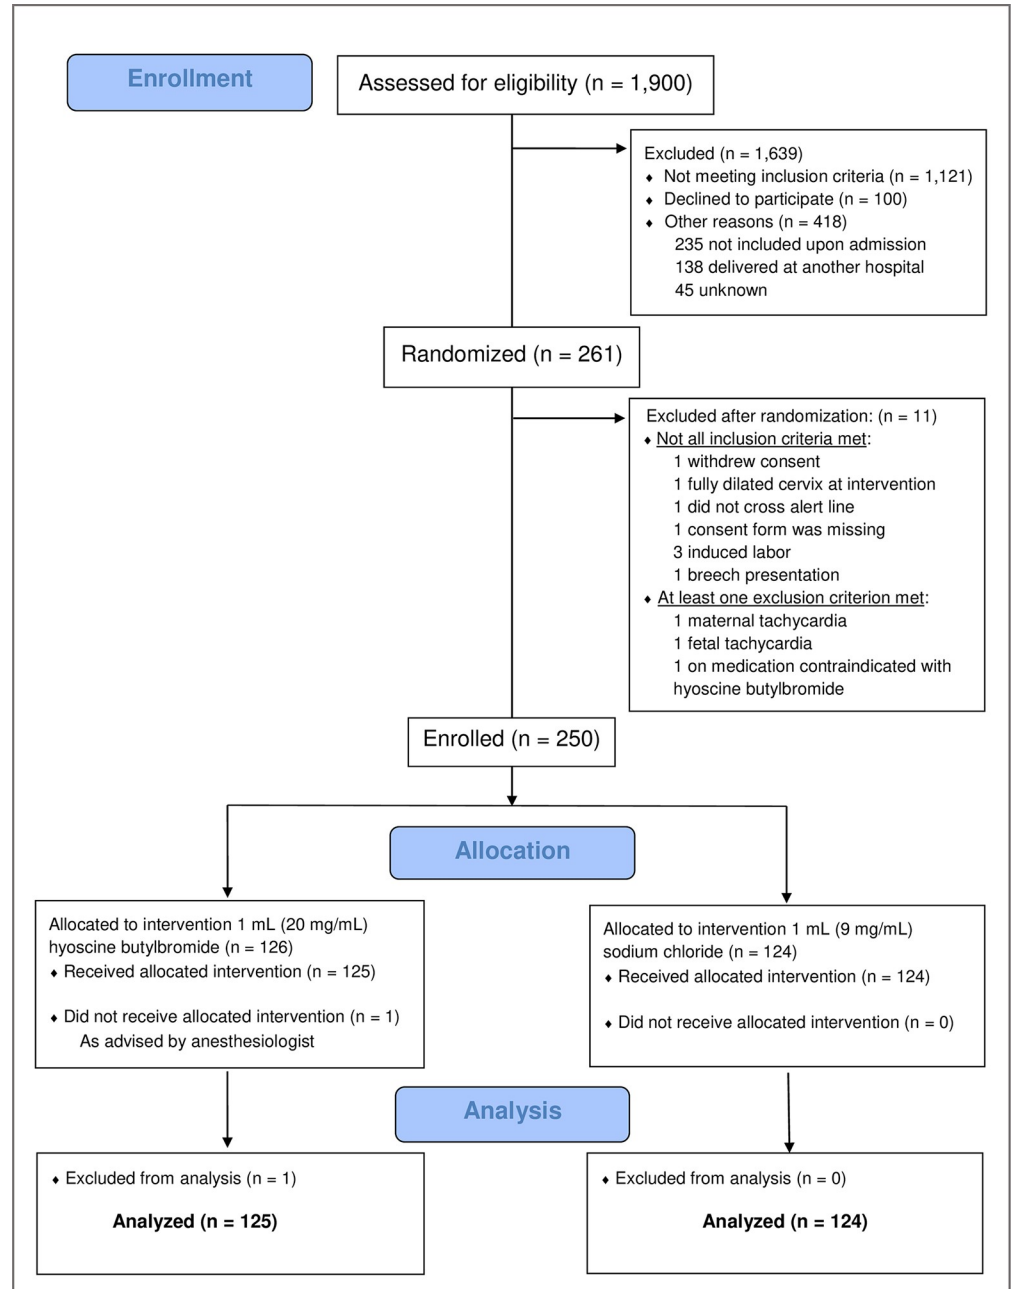 Enrollment
Assessed for eligibility (n = 1,900)
Excluded (n = 1,639)
♦ Not meeting inclusion criteria (n = 1,121)
♦ Declined to participate (n = 100)
♦ Other reasons (n = 418)
235 not included upon admission
138 delivered at another hospital
45 unknown
Randomized (n = 261)
Excluded after randomization: (n = 11)
♦ Not all inclusion criteria met:
1 withdrew consent
1 fully dilated cervix at intervention
1 did not cross alert line
1 consent form was missing
3 induced labor
1 breech presentation
♦ At least one exclusion criterion met:
1 maternal tachycardia
1 fetal tachycardia
1 on medication contraindicated with
hyoscine butylbromide
Enrolled (n = 250)
Allocation
Allocated to intervention 1 mL (20 mg/mL)
hyoscine butylbromide (n = 126)
♦ Received allocated intervention (n = 125)
♦ Did not receive allocated intervention (n = 1)
As advised by anesthesiologist
Allocated to intervention 1 mL (9 mg/mL)
sodium chloride (n = 124)
♦ Received allocated intervention (n = 124)
♦ Did not receive allocated intervention (n = 0)
Analysis
♦ Excluded from analysis (n = 1)
Analyzed (n = 125)
♦ Excluded from analysis (n = 0)
Analyzed (n = 124)